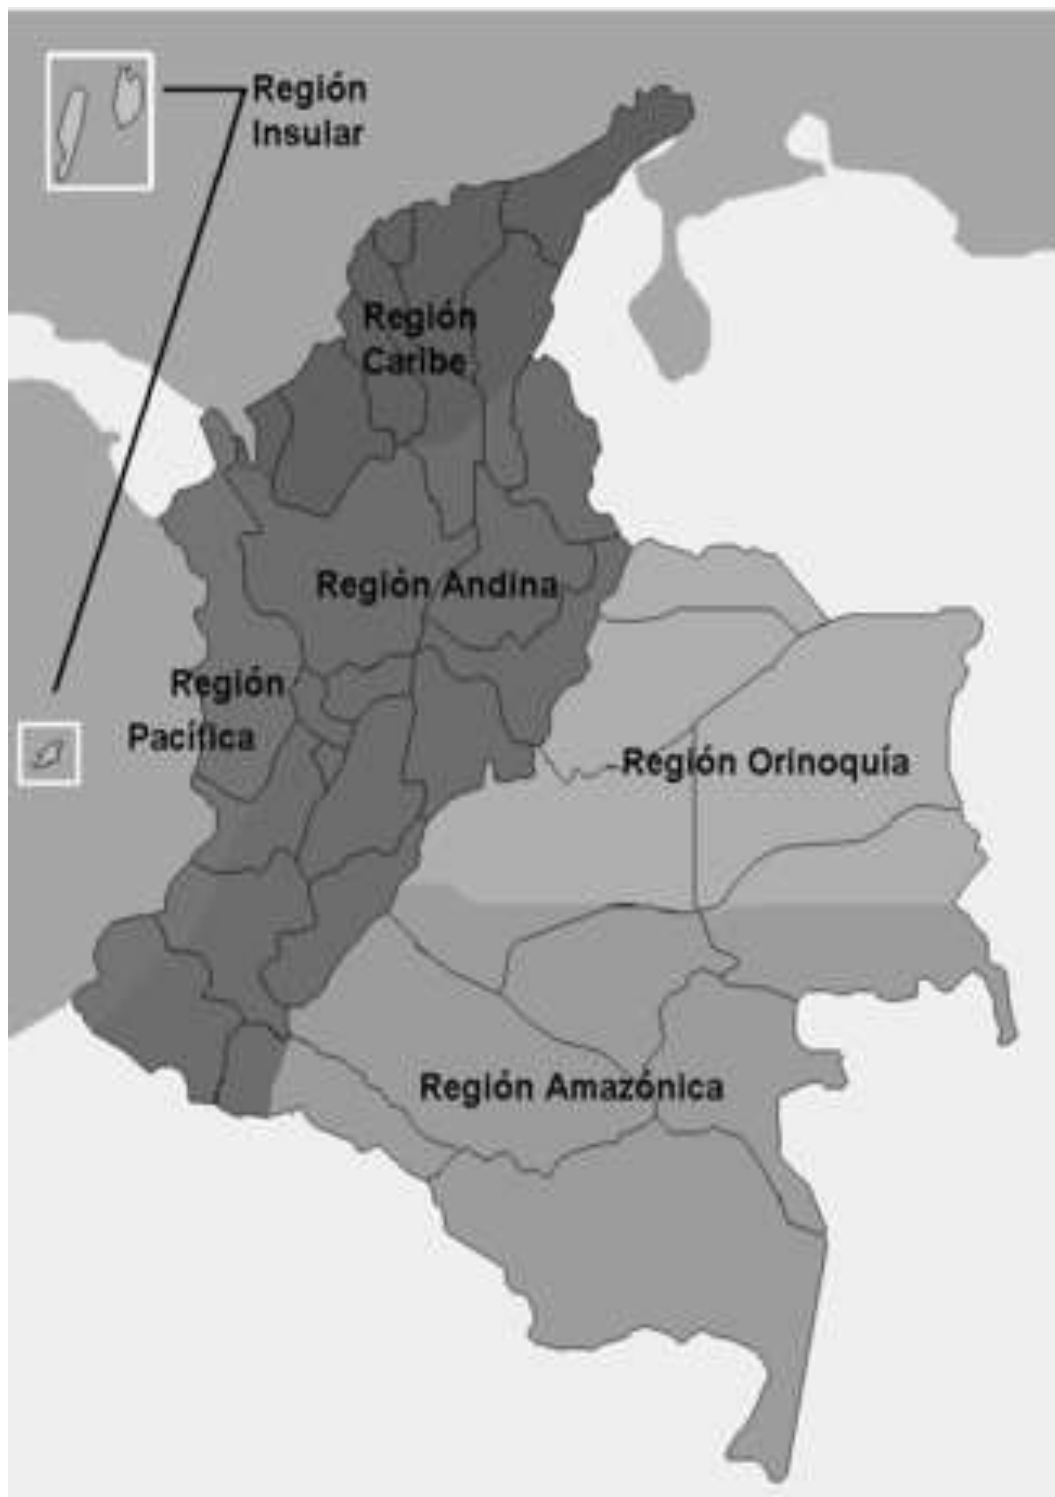 Región
Insular
Región
Caribe
Región Andina
Región
Pacífica
Región Orinoquía
Región Amazónica